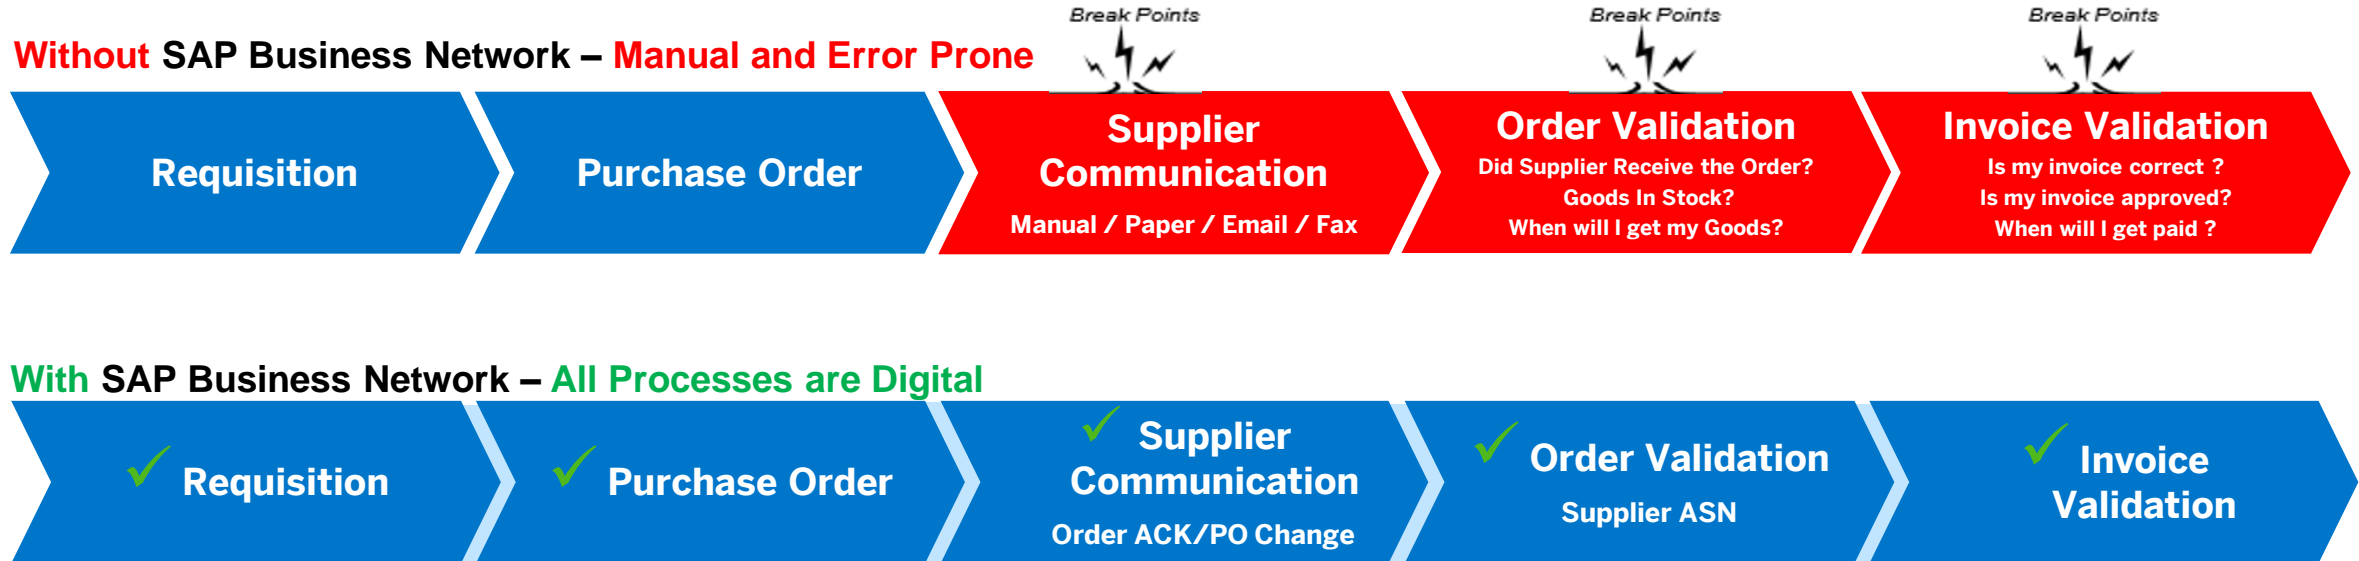 Break Points
Break Points
Break Points
Without SAP Business Network – Manual and Error Prone
Requisition
Purchase Order
Supplier
Communication
Manual / Paper / Email / Fax
Order Validation
Did Supplier Receive the Order?
Goods In Stock?
When will I get my Goods?
Invoice Validation
Is my invoice correct ?
Is my invoice approved?
When will I get paid ?
With SAP Business Network – All Processes are Digital
Requisition
Purchase Order
Supplier
Communication
Order ACK/PO Change
Order Validation
Supplier ASN
Invoice
Validation